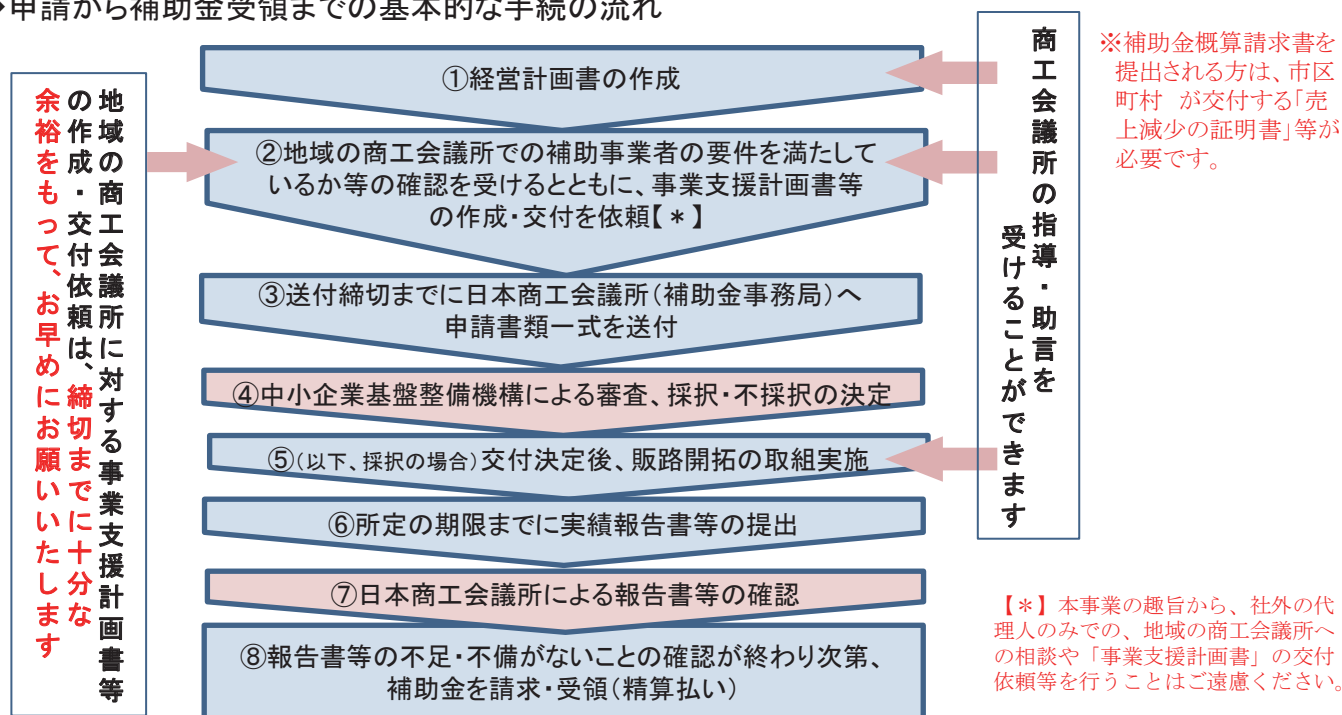 申請から補助金受領までの基本的な手続の流れ
地域の商工会議所に対する事業支援計画書等
の作成・交付依頼は、締切までに十分な
余裕をもって、お早めにお願いいたします
①経営計画書の作成
②地域の商工会議所での補助事業者の要件を満たして
いるか等の確認を受けるとともに、事業支援計画書等
の作成・交付を依頼【*】
③送付締切までに日本商工会議所(補助金事務局)へ
申請書類一式を送付
④中小企業基盤整備機構による審査、採択・不採択の決定
⑤(以下、採択の場合)交付決定後、販路開拓の取組実施
⑥所定の期限までに実績報告書等の提出
⑦日本商工会議所による報告書等の確認
⑧報告書等の不足・不備がないことの確認が終わり次第、
補助金を請求・受領(精算払い)
商工会議所の指導・助言を
受けることができます
※補助金概算請求書を
提出される方は、市区
町村 が交付する「売
上減少の証明書」等が
必要です。
【*】本事業の趣旨から、社外の代
理人のみでの、地域の商工会議所へ
の相談や「事業支援計画書」の交付
依頼等を行うことはご遠慮ください。